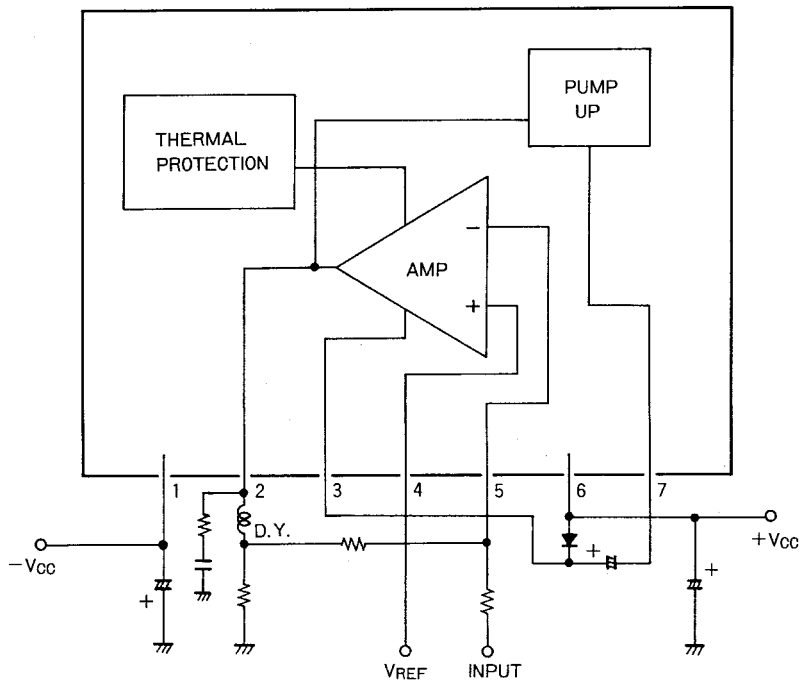 PUMP
UP
THERMAL
PROTECTION
−
AMP
+
1 2 3 4 5 6 7
D.Y.
−VCC
+
+
+
+VCC
VREF INPUT